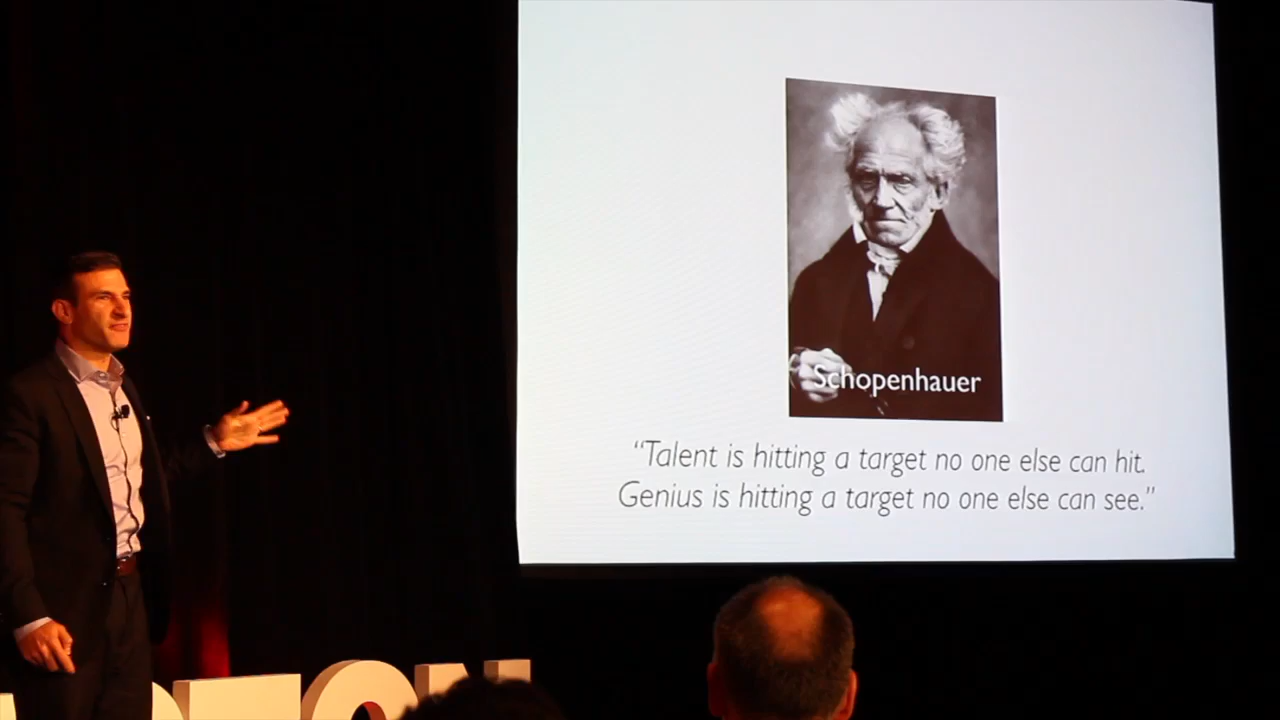 Schopenhauer
“Talent is hitting a target no one else can hit.
Genius is hitting a target no one else can see.”